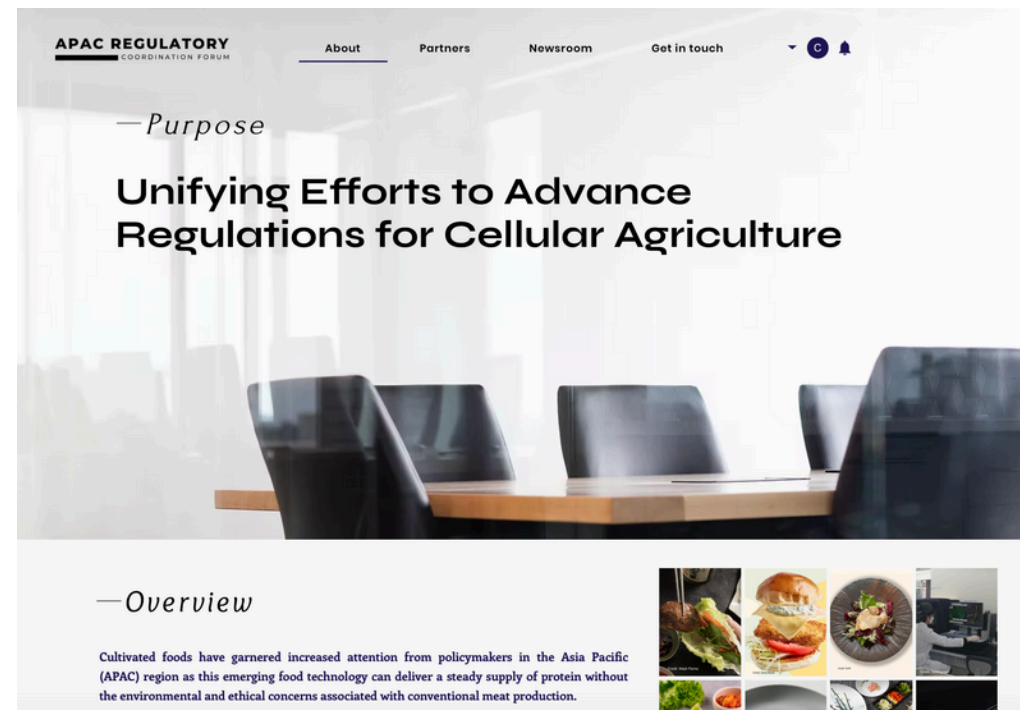 APAC REGULATORY
COORDINATION FORUM
About
Partners
Newsroom
Get in touch
C
—Purpose
Unifying Efforts to Advance
Regulations for Cellular Agriculture
—Overview
Cultivated foods have garnered increased attention from policymakers in the Asia Pacific
(APAC) region as this emerging food technology can deliver a steady supply of protein without
the environmental and ethical concerns associated with conventional meat production.